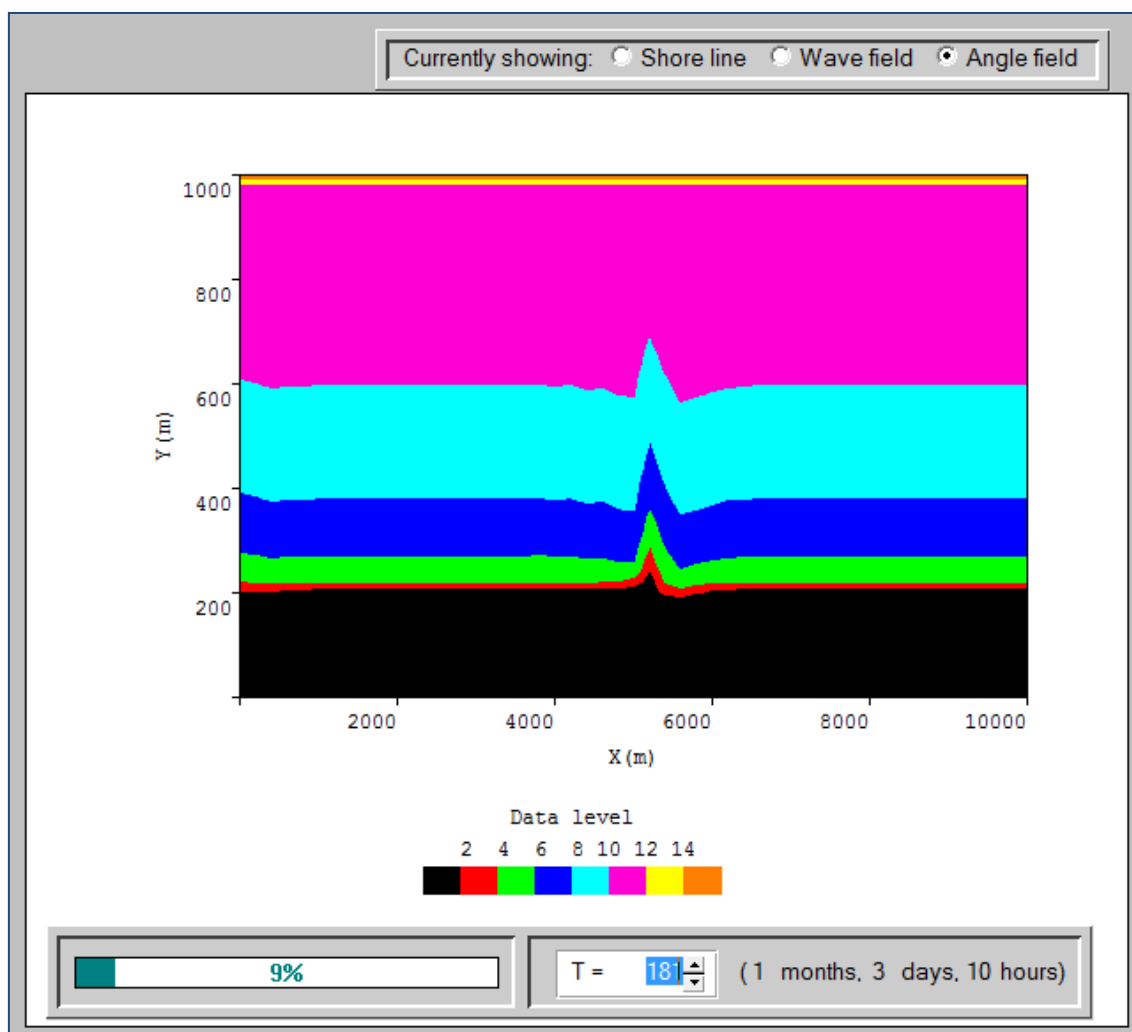 Currently showing: Shore line Wave field Angle field
1000
800
600
400
200
Y(m)
2000 4000 6000 8000 10000
X(m)
Data level
2 4 6 8 10 12 14
9%
T = 181 (1 months, 3 days, 10 hours)